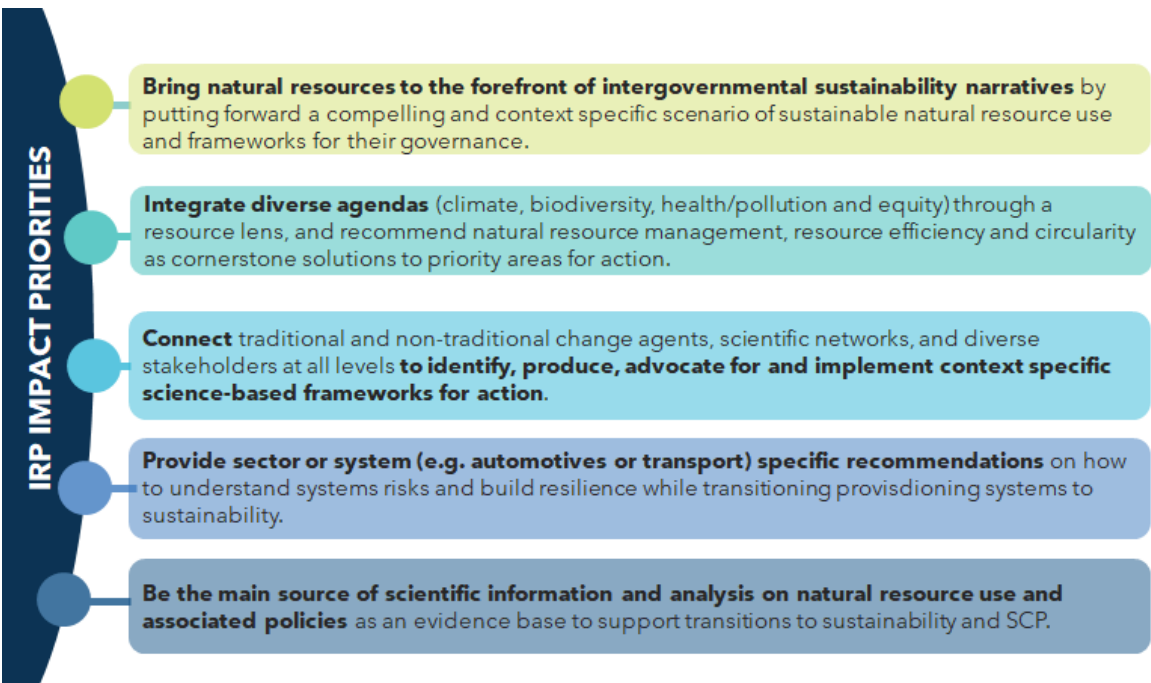 IRP IMPACT PRIORITIES
Bring natural resources to the forefront of intergovernmental sustainability narratives by
putting forward a compelling and context specific scenario of sustainable natural resource use
and frameworks for their governance.
Integrate diverse agendas (climate, biodiversity, health/pollution and equity) through a
resource lens, and recommend natural resource management, resource efficiency and circularity
as cornerstone solutions to priority areas for action.
Connect traditional and non-traditional change agents, scientific networks, and diverse
stakeholders at all levels to identify, produce, advocate for and implement context specific
science-based frameworks for action.
Provide sector or system (e.g. automotives or transport) specific recommendations on how
to understand systems risks and build resilience while transitioning provisdioning systems to
sustainability.
Be the main source of scientific information and analysis on natural resource use and
associated policies as an evidence base to support transitions to sustainability and SCP.